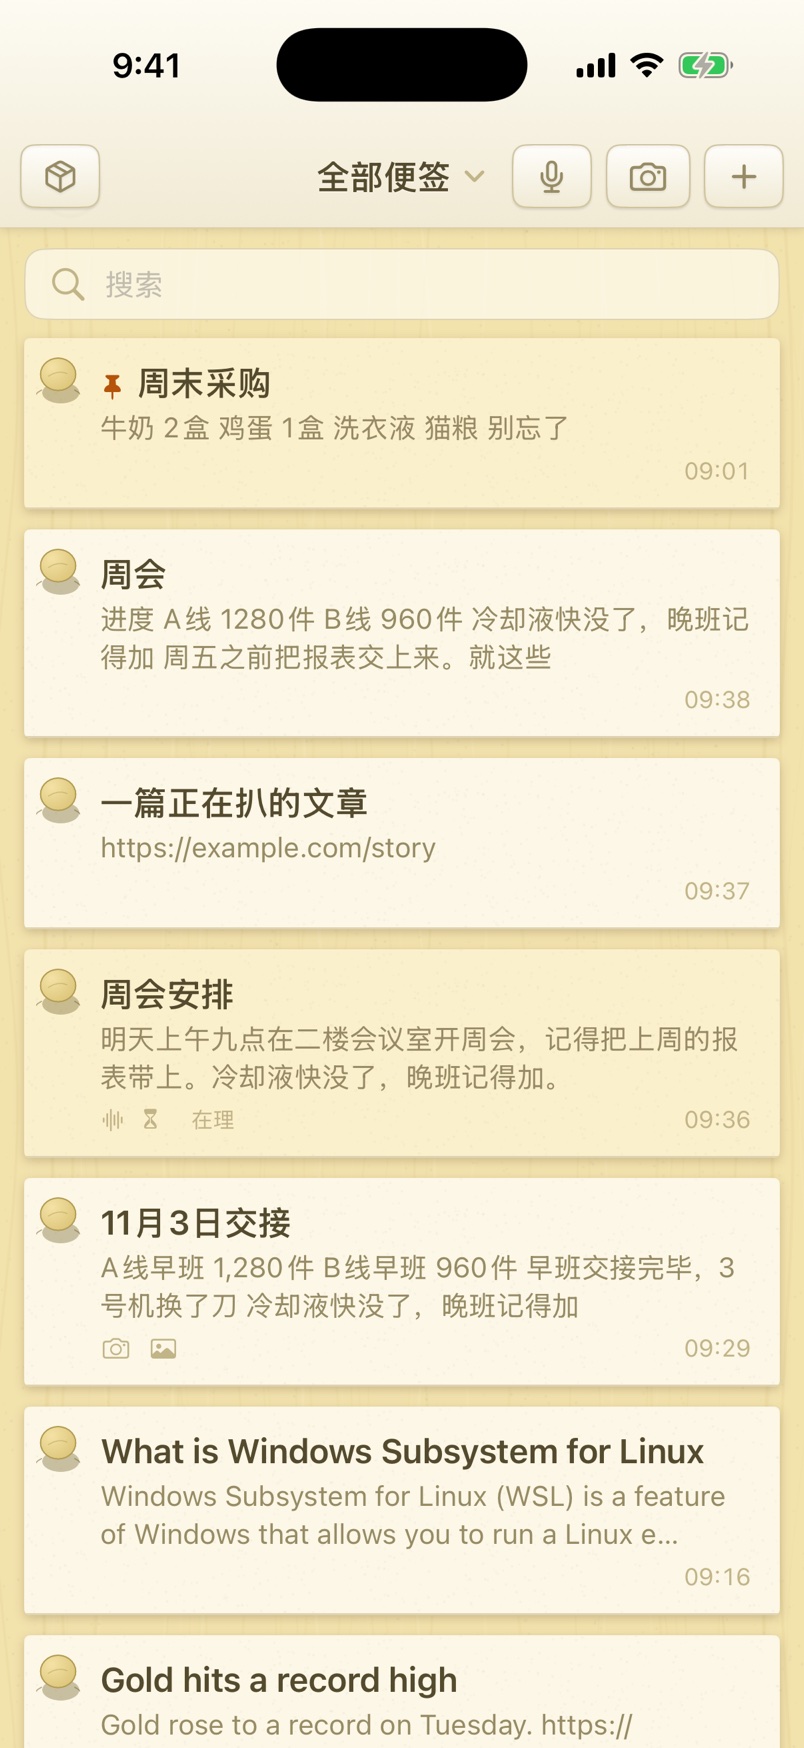 9:41
全部便签
搜索
周末采购
牛奶 2盒 鸡蛋 1盒 洗衣液 猫粮 别忘了
09:01
周会
进度 A线 1280件 B线 960件 冷却液快没了，晚班记
得加 周五之前把报表交上来。就这些
09:38
一篇正在扒的文章
https://example.com/story
09:37
周会安排
明天上午九点在二楼会议室开周会，记得把上周的报
表带上。冷却液快没了，晚班记得加。
在理
09:36
11月3日交接
A线早班 1,280件 B线早班 960件 早班交接完毕，3
号机换了刀 冷却液快没了，晚班记得加
09:29
What is Windows Subsystem for Linux
Windows Subsystem for Linux (WSL) is a feature
of Windows that allows you to run a Linux e...
09:16
Gold hits a record high
Gold rose to a record on Tuesday. https://